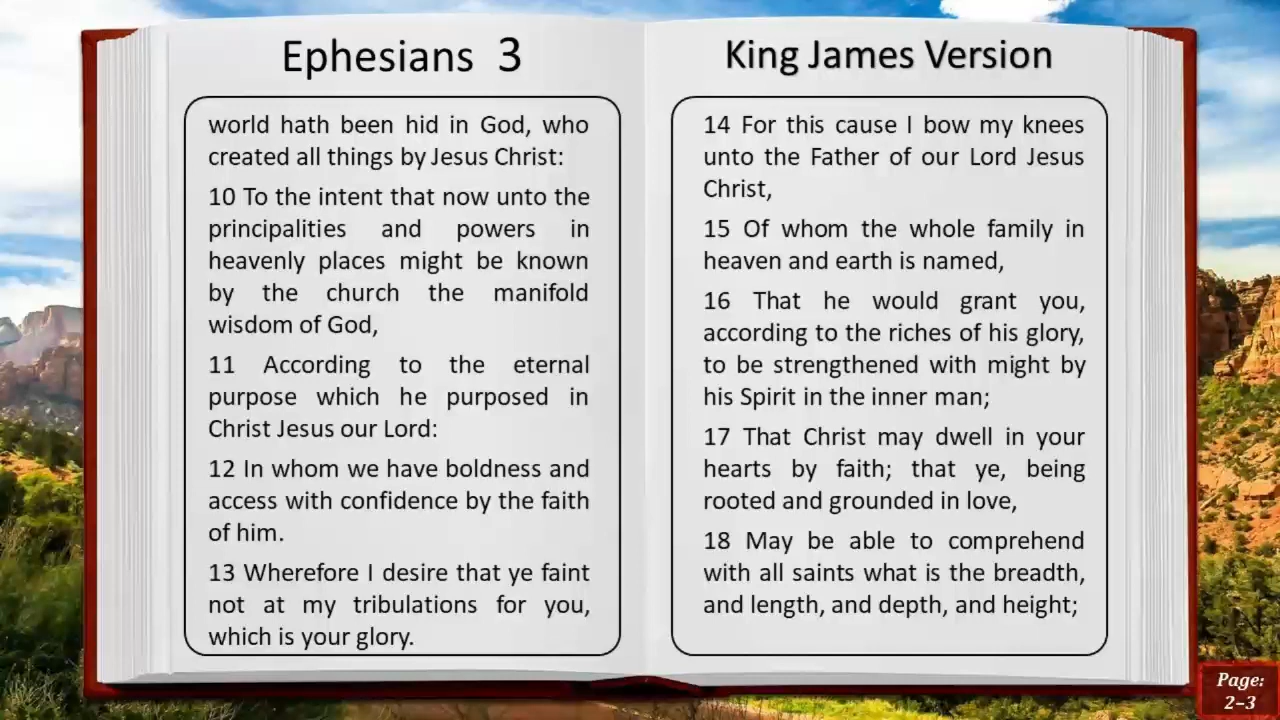 Ephesians 3
world hath been hid in God, who
created all things by Jesus Christ:
10 To the intent that now unto the
principalities and powers in
heavenly places might be known
by the church the manifold
wisdom of God,
11 According to the eternal
purpose which he purposed in
Christ Jesus our Lord:
12 In whom we have boldness and
access with confidence by the faith
of him.
13 Wherefore I desire that ye faint
not at my tribulations for you,
which is your glory.
King James Version
14 For this cause I bow my knees
unto the Father of our Lord Jesus
Christ,
15 Of whom the whole family in
heaven and earth is named,
16 That he would grant you,
according to the riches of his glory,
to be strengthened with might by
his Spirit in the inner man;
17 That Christ may dwell in your
hearts by faith; that ye, being
rooted and grounded in love,
18 May be able to comprehend
with all saints what is the breadth,
and length, and depth, and height;
Page:
2–3